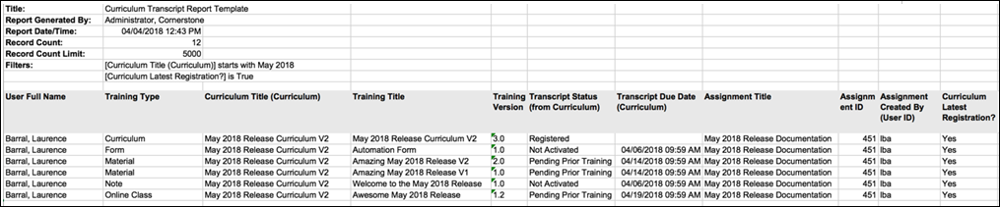 Title: Curriculum Transcript Report Template
Report Generated By: Administrator, Cornerstone
Report Date/Time: 04/04/2018 12:43 PM
Record Count: 12
Record Count Limit: 5000
Filters: [Curriculum Title (Curriculum)] starts with May 2018
[Curriculum Latest Registration?] is True
User Full Name Training Type Curriculum Title (Curriculum) Training Title Training Transcript Status Transcript Due Date Assignment Title Assignm Assignment Curriculum
Version (from Curriculum) (Curriculum) ent ID Created By Latest
(User ID) Registration?
Barral, Laurence Curriculum May 2018 Release Curriculum V2 May 2018 Release Curriculum V2 3.0 Registered May 2018 Release Documentation 451 lba Yes
Barral, Laurence Form May 2018 Release Curriculum V2 Automation Form 1.0 Not Activated 04/06/2018 09:59 AM May 2018 Release Documentation 451 lba Yes
Barral, Laurence Material May 2018 Release Curriculum V2 Amazing May 2018 Release V2 2.0 Pending Prior Training 04/14/2018 09:59 AM May 2018 Release Documentation 451 lba Yes
Barral, Laurence Material May 2018 Release Curriculum V2 Amazing May 2018 Release V1 1.0 Pending Prior Training 04/14/2018 09:59 AM May 2018 Release Documentation 451 lba Yes
Barral, Laurence Note May 2018 Release Curriculum V2 Welcome to the May 2018 Release 1.0 Not Activated 04/06/2018 09:59 AM May 2018 Release Documentation 451 lba Yes
Barral, Laurence Online Class May 2018 Release Curriculum V2 Awesome May 2018 Release 1.2 Pending Prior Training 04/19/2018 09:59 AM May 2018 Release Documentation 451 lba Yes